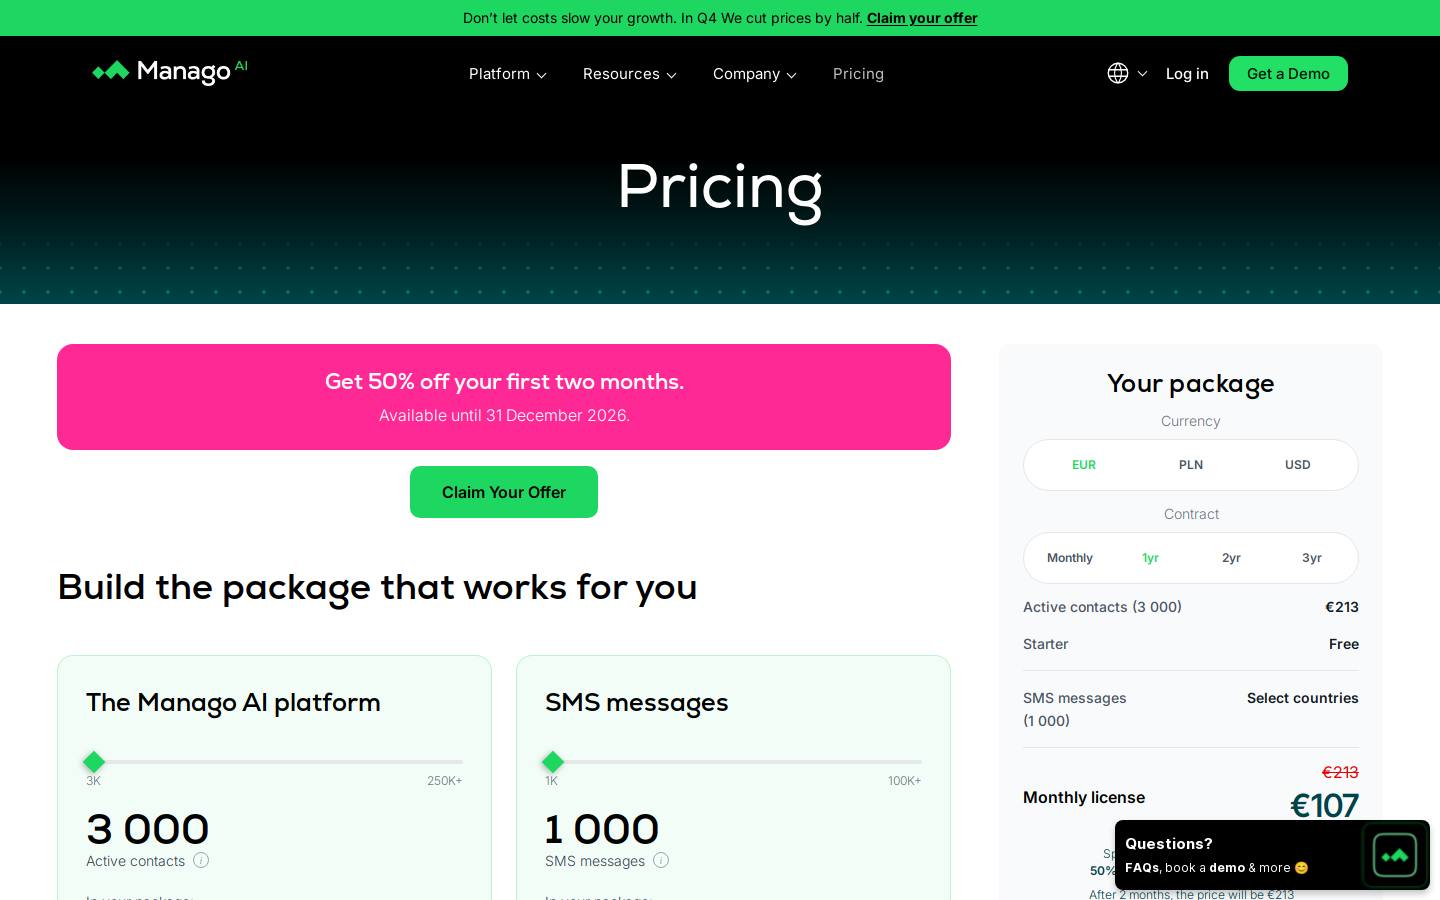 Don't let costs slow your growth. In Q4 We cut prices by half. Claim your offer
Manago AI
Platform
Resources
Company
Pricing
Log in
Get a Demo
Pricing
Get 50% off your first two months.
Available until 31 December 2026.
Claim Your Offer
Build the package that works for you
The Manago AI platform
3K
250K+
3 000
Active contacts
SMS messages
1K
100K+
1 000
SMS messages
Your package
Currency
EUR
PLN
USD
Contract
Monthly
1yr
2yr
3yr
Active contacts (3 000)
€213
Starter
Free
SMS messages
(1 000)
Select countries
€213
Monthly license
€107
50%
After 2 months, the price will be €213
Questions?
FAQs, book a demo & more 😊